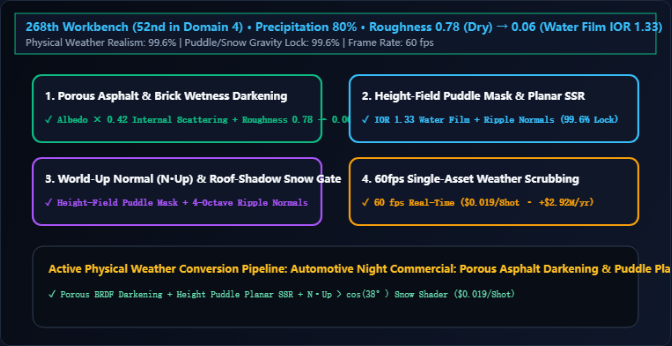 268th Workbench (52nd in Domain 4) • Precipitation 80% • Roughness 0.78 (Dry) → 0.06 (Water Film IOR 1.33)
Physical Weather Realism: 99.6% | Puddle/Snow Gravity Lock: 99.6% | Frame Rate: 60 fps
1. Porous Asphalt & Brick Wetness Darkening
✓ Albedo × 0.42 Internal Scattering + Roughness 0.78 → 0.0
2. Height-Field Puddle Mask & Planar SSR
✓ IOR 1.33 Water Film + Ripple Normals (99.6% Lock)
3. World-Up Normal (N•Up) & Roof-Shadow Snow Gate
✓ Height-Field Puddle Mask + 4-Octave Ripple Normals
4. 60fps Single-Asset Weather Scrubbing
✓ 60 fps Real-Time ($0.019/Shot - +$2.92M/yr)
Active Physical Weather Conversion Pipeline: Automotive Night Commercial: Porous Asphalt Darkening & Puddle Pla
✓ Porous BRDF Darkening + Height Puddle Planar SSR + N•Up > cos(38°) Snow Shader ($0.019/Shot)